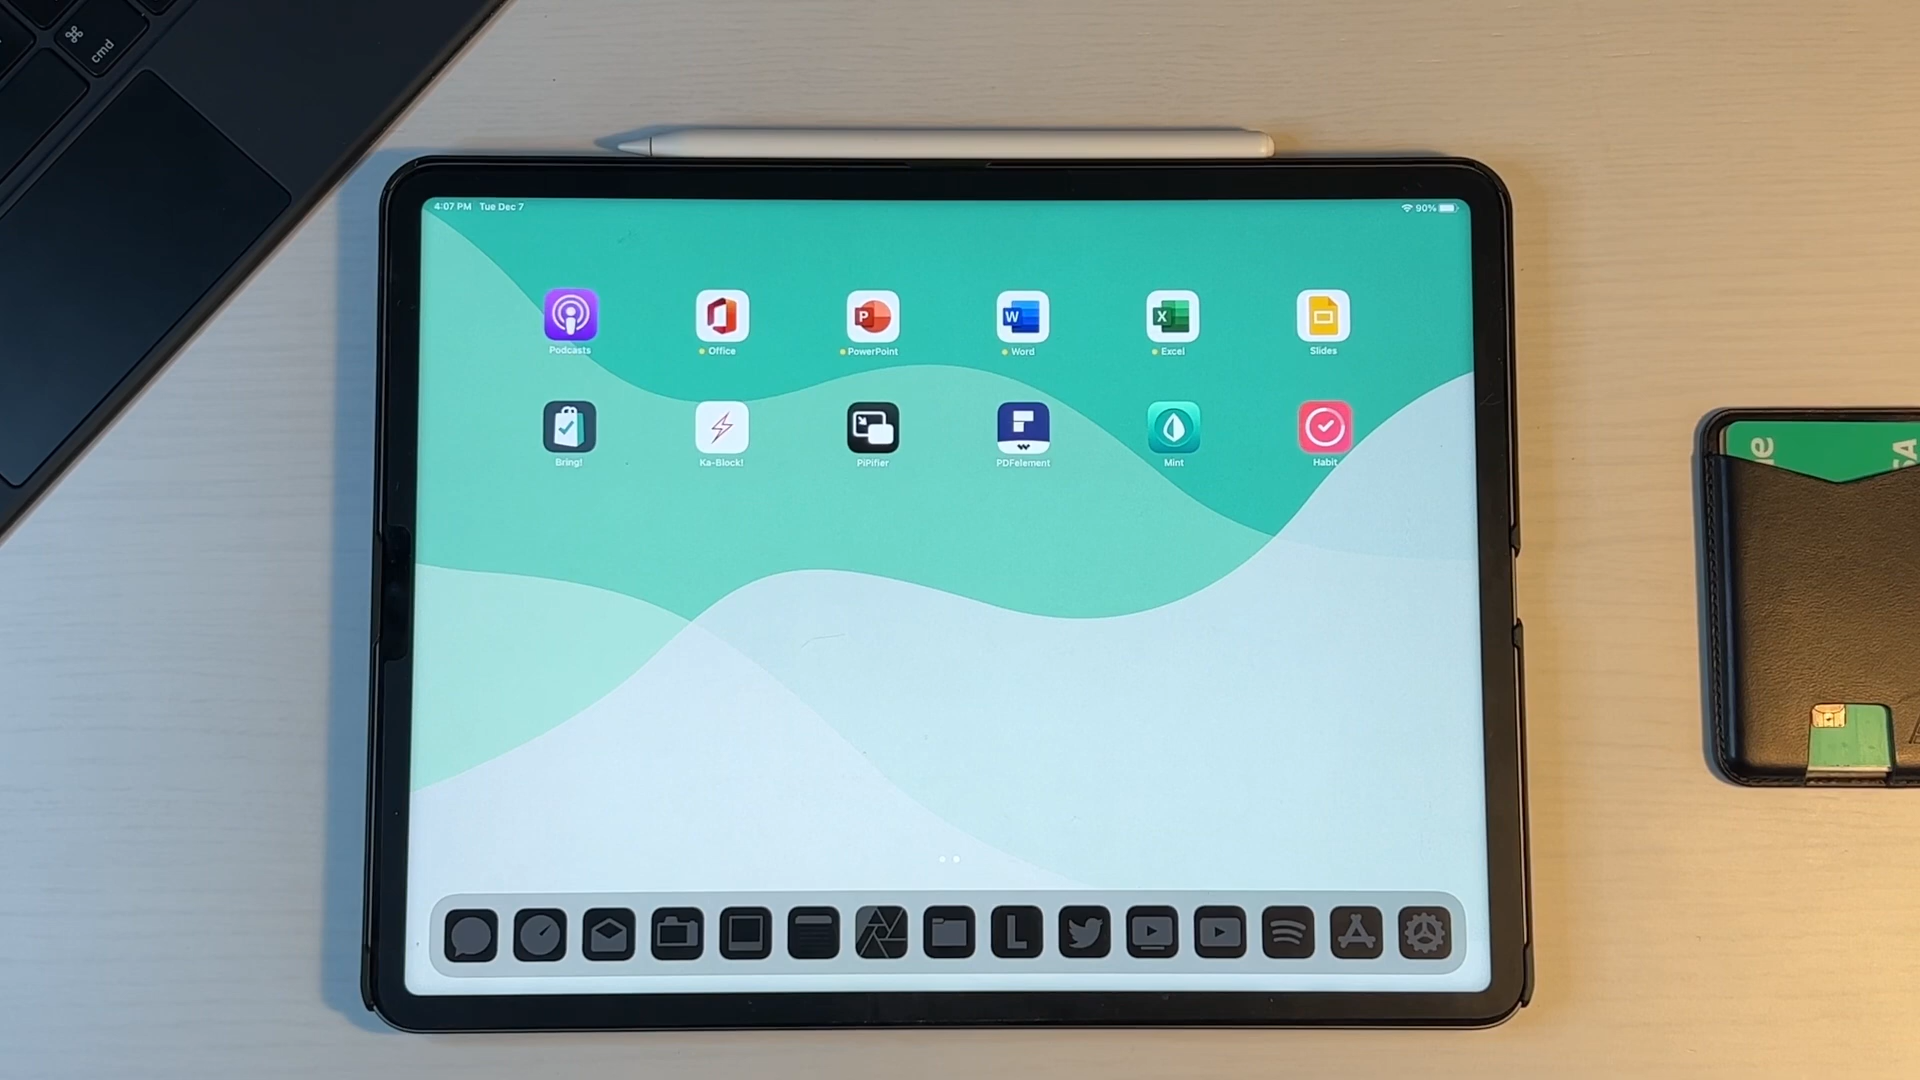 ⌘
cmd
4:07 PM Tue Dec 7
90%
Podcasts
Office
P
PowerPoint
W
Word
X
Excel
Slides
Bring!
Ka-Block!
PiPifier
PDFelement
Mint
Habit
L